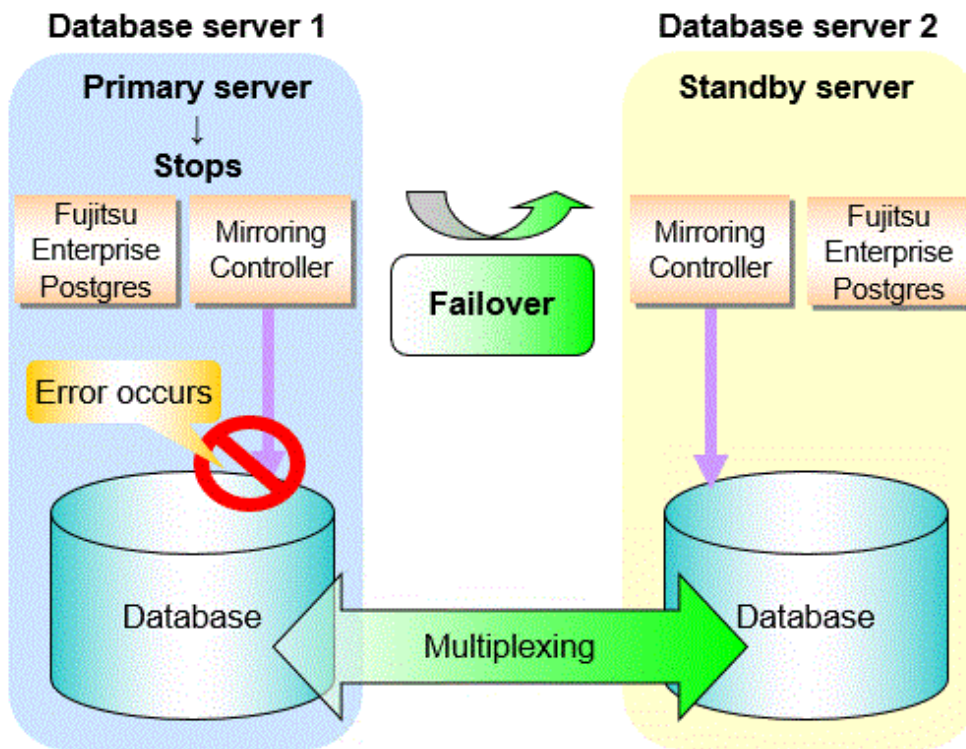 Database server 1
Database server 2
Primary server
↓
Stops
Standby server
Fujitsu
Enterprise
Postgres
Mirroring
Controller
Failover
Mirroring
Controller
Fujitsu
Enterprise
Postgres
Error occurs
Database
Multiplexing
Database